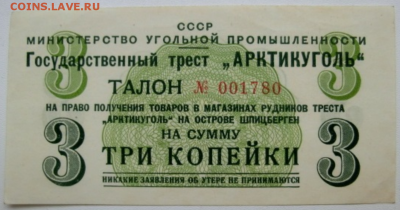 COINS.LAVE.RU
СССР
МИНИСТЕРСТВО УГОЛЬНОЙ ПРОМЫШЛЕННОСТИ
Государственный трест „АРКТИКУГОЛЬ"
3 ТАЛОН № 001780 3
НА ПРАВО ПОЛУЧЕНИЯ ТОВАРОВ В МАГАЗИНАХ РУДНИКОВ ТРЕСТА
„АРКТИКУГОЛЬ" НА ОСТРОВЕ ШПИЦБЕРГЕН
НА СУММУ
3 ТРИ КОПЕЙКИ 3
НИКАКИЕ ЗАЯВЛЕНИЯ ОБ УТЕРЕ НЕ ПРИНИМАЮТСЯ